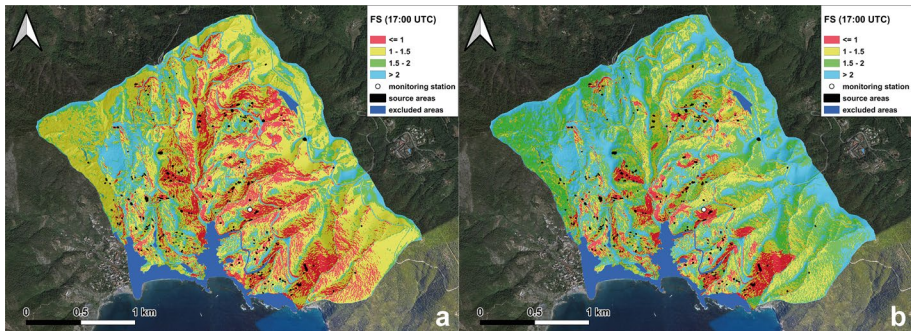 FS (17:00 UTC)
<= 1
1 - 1.5
1.5 - 2
> 2
monitoring station
source areas
excluded areas
0 0.5 1 km
a
FS (17:00 UTC)
<= 1
1 - 1.5
1.5 - 2
> 2
monitoring station
source areas
excluded areas
0 0.5 1 km
b